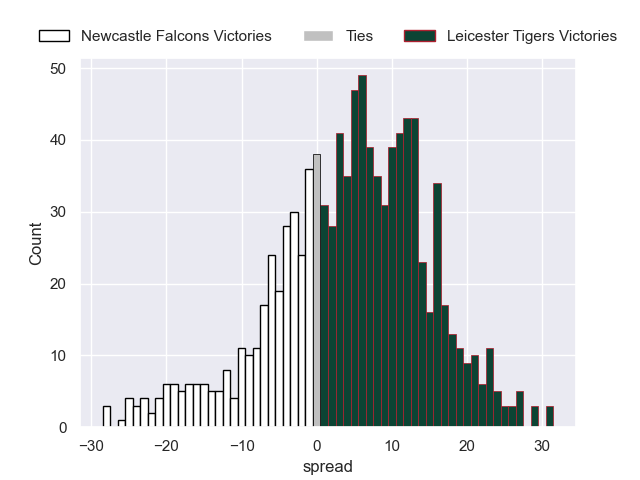 Newcastle Falcons Victories Ties Leicester Tigers Victories
50
40
30
20
10
0
Count
−30 −20 −10 0 10 20 30
spread